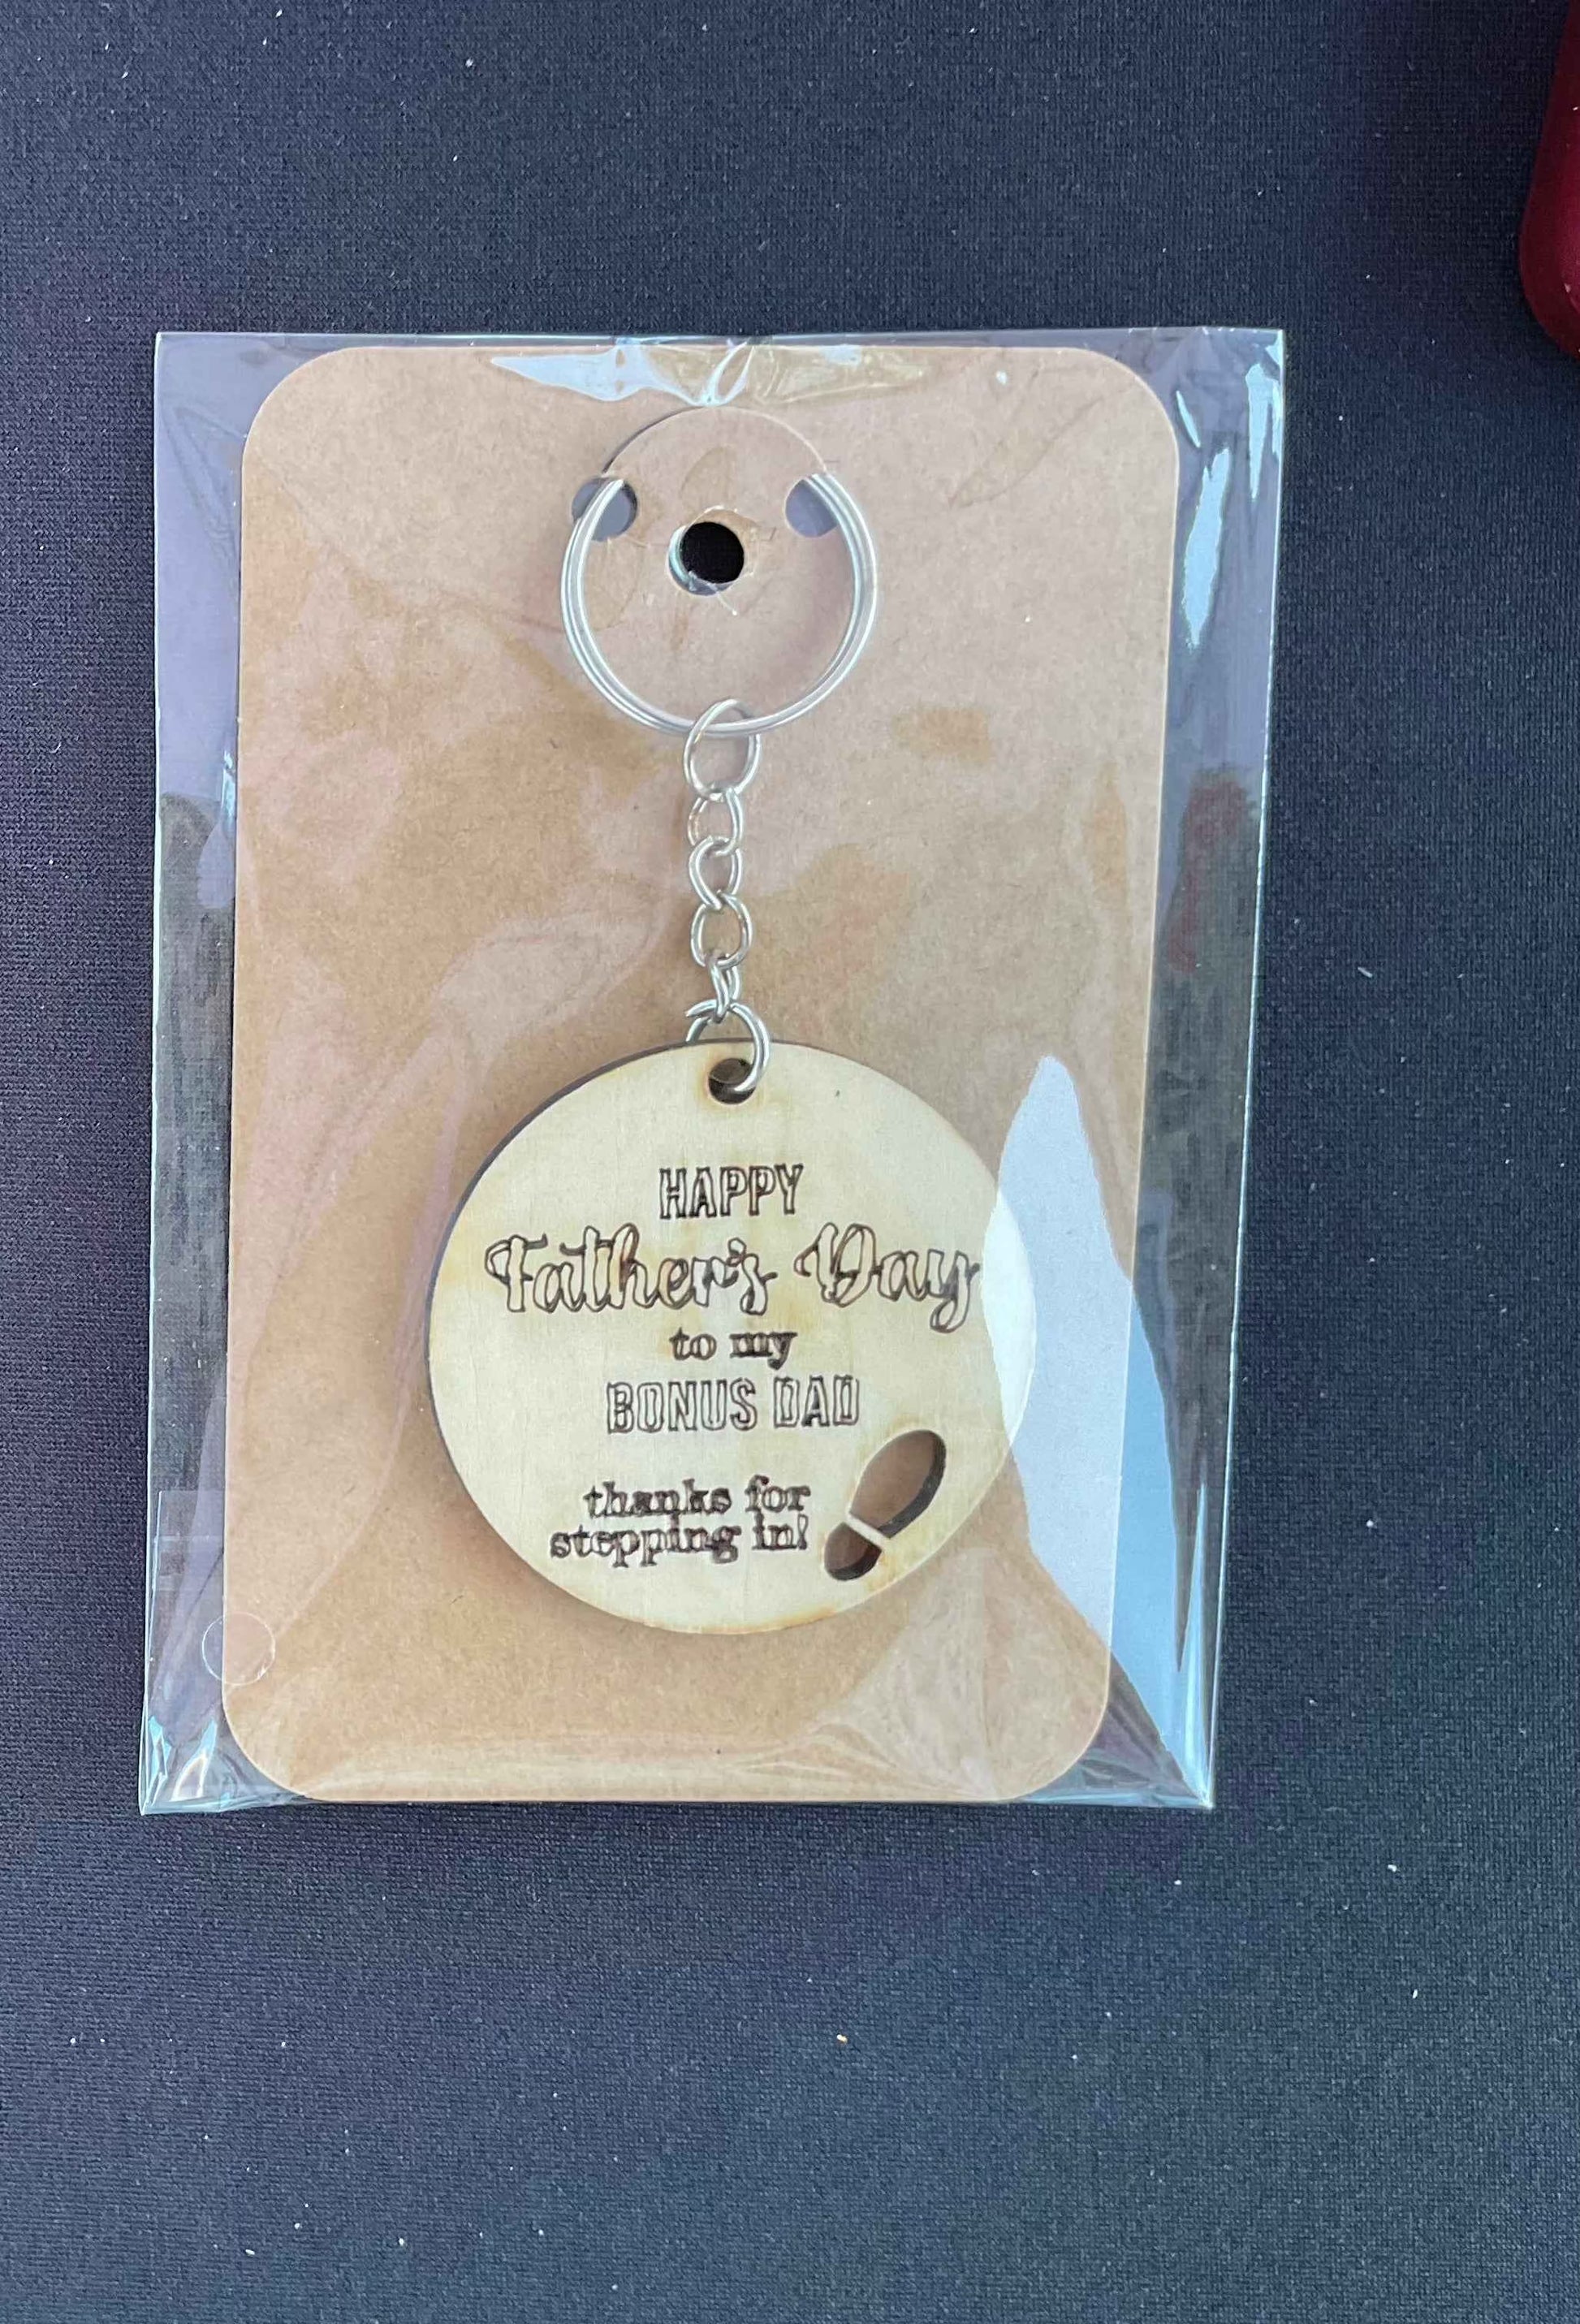 HAPPY
Father's Day
to my
BONUS DAD
thanks for
stepping in!